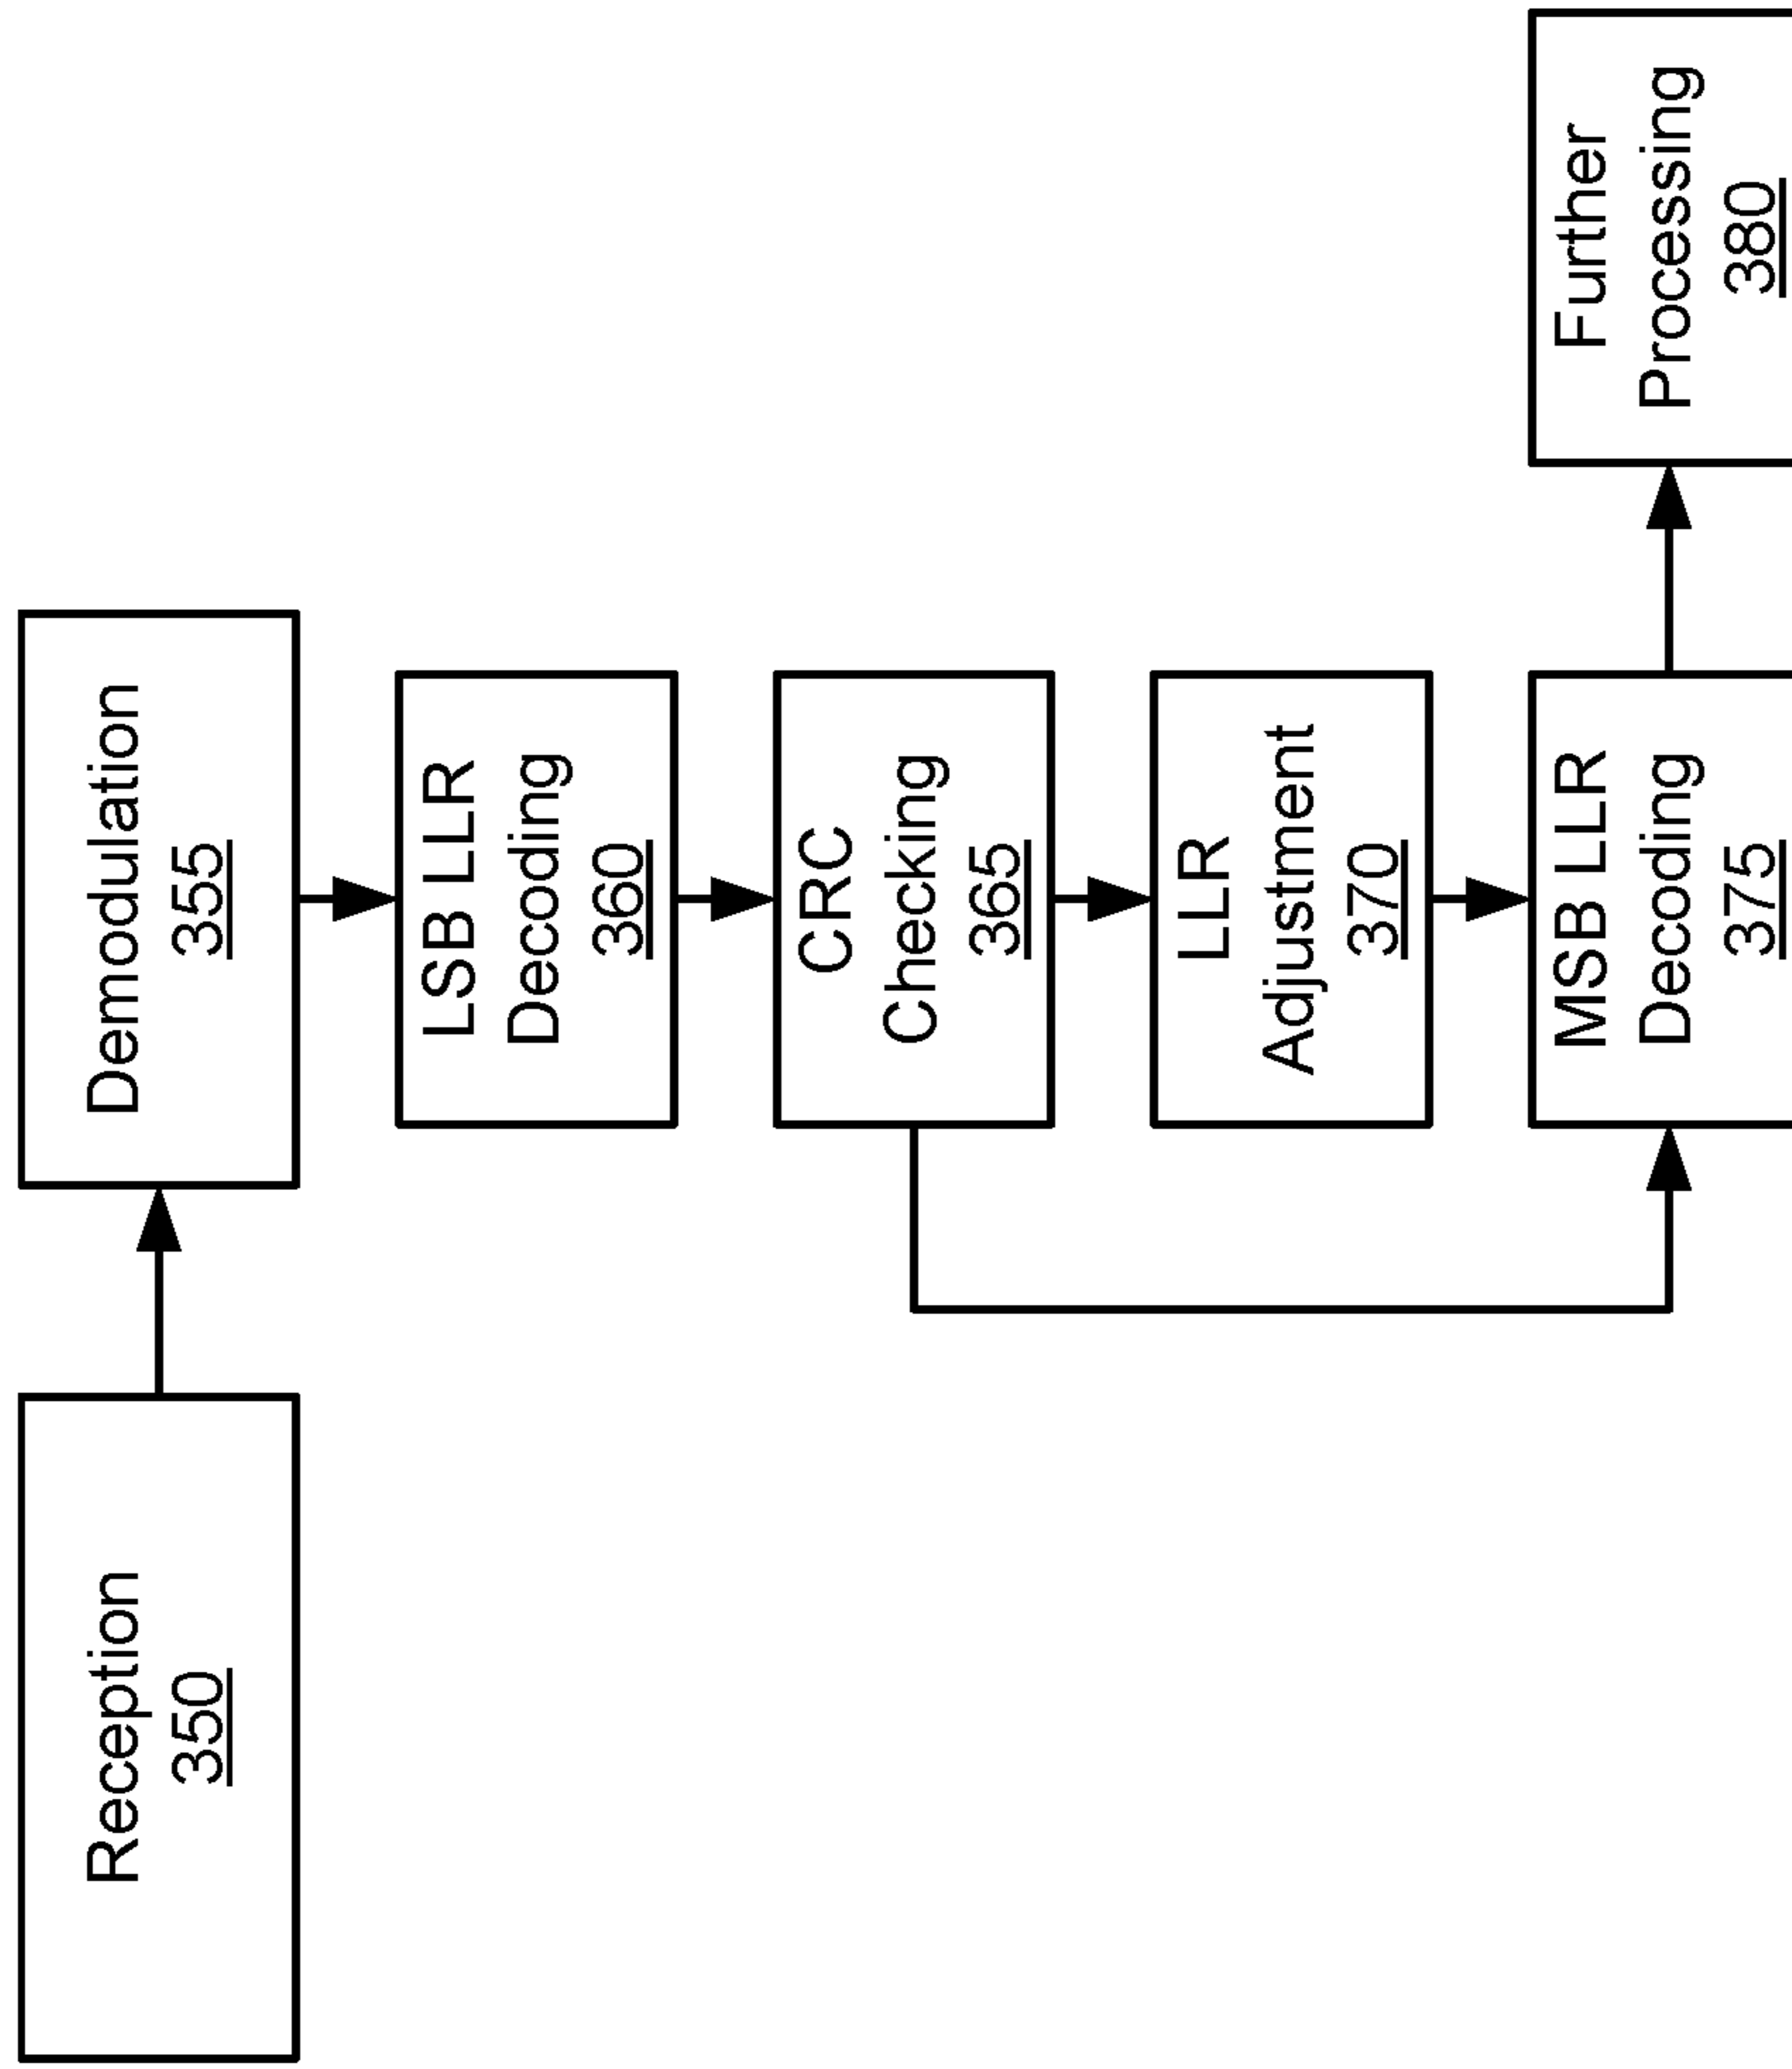 Reception
350
Demodulation
355
LSB LLR
Decoding
360
CRC
Checking
365
LLR
Adjustment
370
MSB LLR
Decoding
375
Further
Processing
380